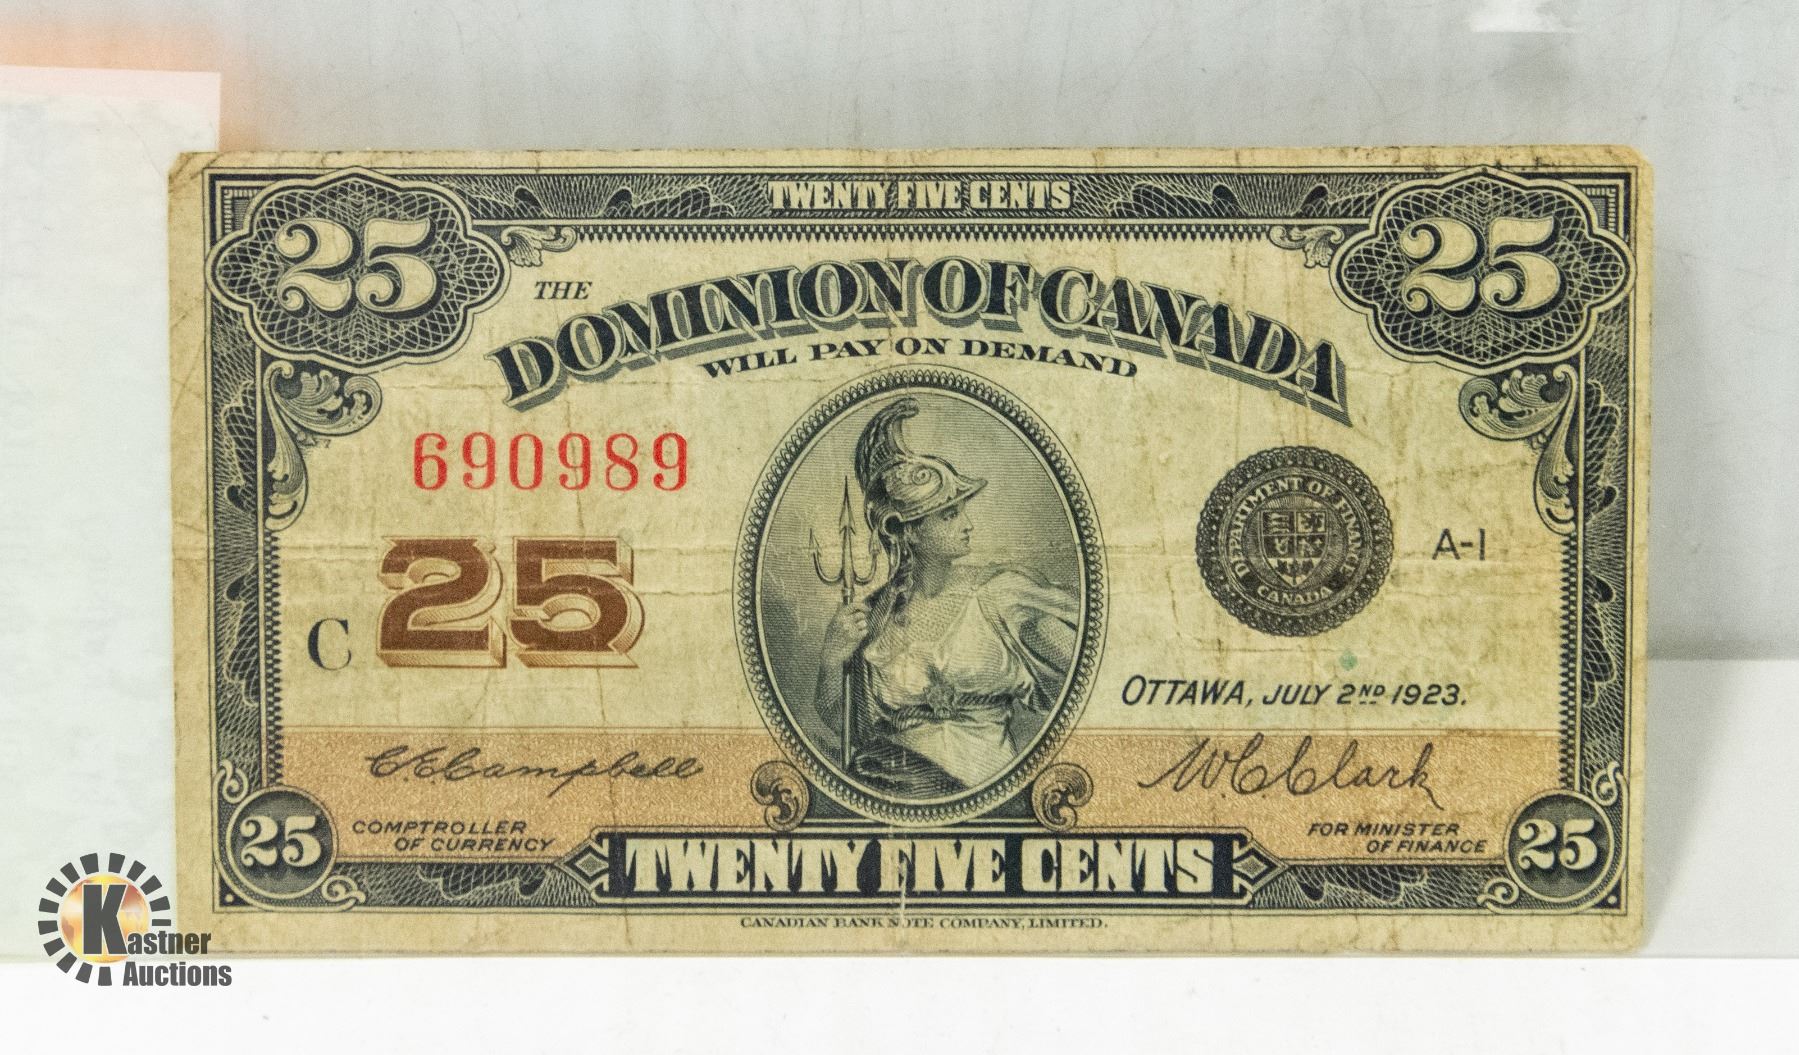 TWENTY FIVE CENTS
25 25
THE
DOMINION OF CANADA
WILL PAY ON DEMAND
690989
DEPARTMENT OF FINANCE
CANADA
A-1
C 25
OTTAWA, JULY 2ND 1923.
C.E. Campbell W.C. Clark
COMPTROLLER
OF CURRENCY
FOR MINISTER
OF FINANCE
25 TWENTY FIVE CENTS 25
CANADIAN BANK NOTE COMPANY, LIMITED.
Kastner
Auctions